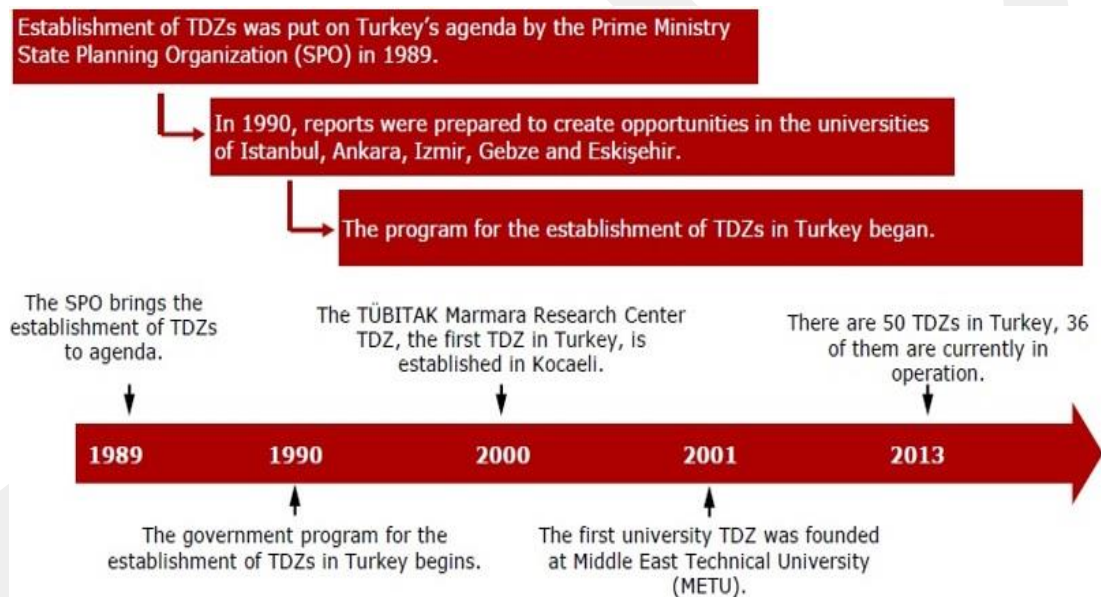 Establishment of TDZs was put on Turkey's agenda by the Prime Ministry
State Planning Organization (SPO) in 1989.
In 1990, reports were prepared to create opportunities in the universities
of Istanbul, Ankara, Izmir, Gebze and Eskişehir.
The program for the establishment of TDZs in Turkey began.
The SPO brings the
establishment of TDZs
to agenda.
The TÜBITAK Marmara Research Center
TDZ, the first TDZ in Turkey, is
established in Kocaeli.
There are 50 TDZs in Turkey, 36
of them are currently in
operation.
1989 1990 2000 2001 2013
The government program for the
establishment of TDZs in Turkey begins.
The first university TDZ was founded
at Middle East Technical University
(METU).